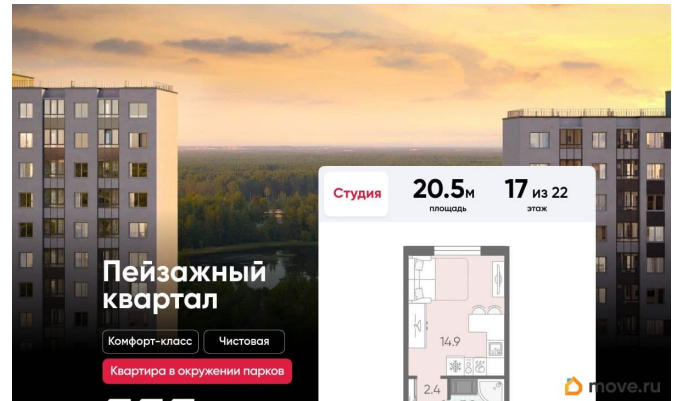 Студия
20.5м
площадь
17 из 22
этаж
Пейзажный
квартал
14.9
Комфорт-класс
Чистовая
Квартира в окружении парков
2.4
move.ru